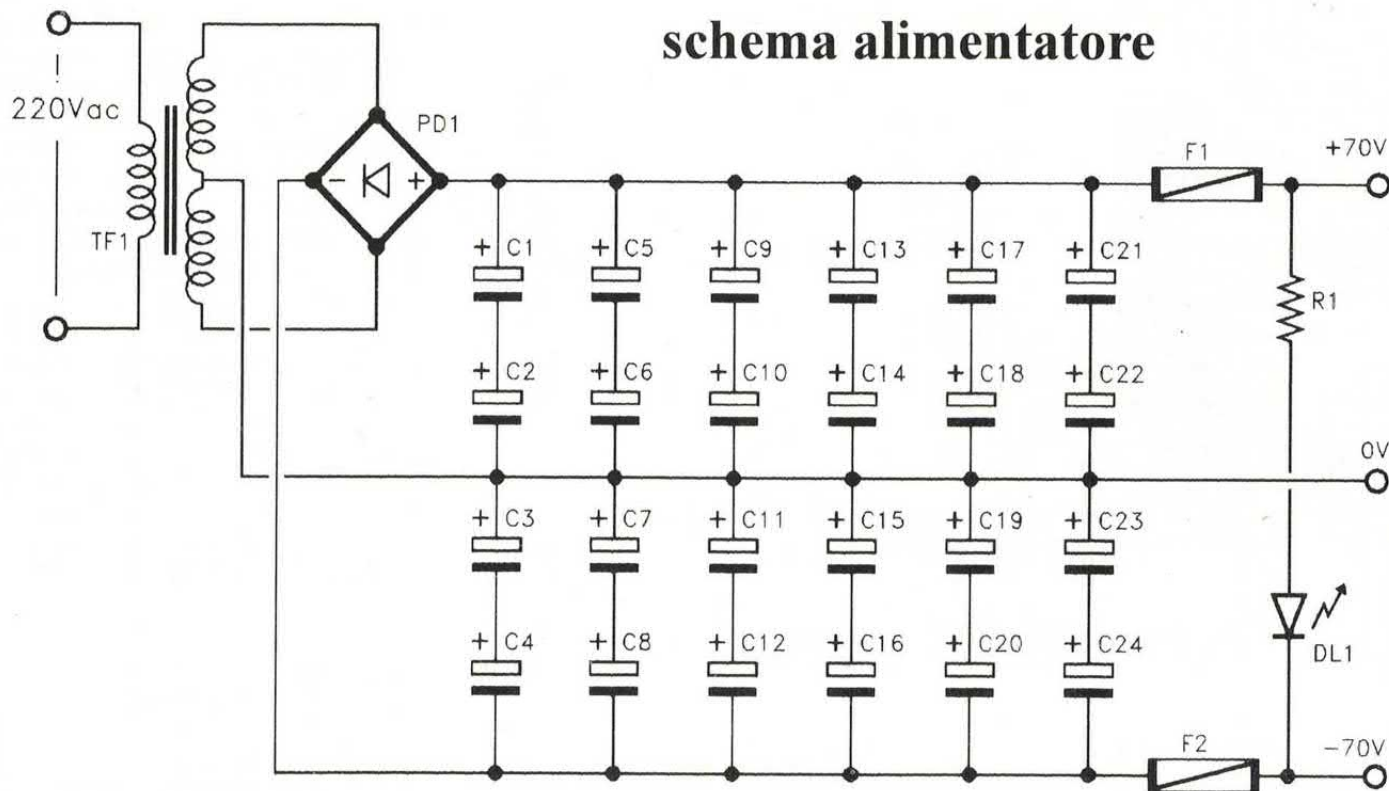 schema alimentatore
220Vac
TF1
PD1
- +
F1
+70V
+ C1
+ C5
+ C9
+ C13
+ C17
+ C21
R1
+ C2
+ C6
+ C10
+ C14
+ C18
+ C22
0V
+ C3
+ C7
+ C11
+ C15
+ C19
+ C23
+ C4
+ C8
+ C12
+ C16
+ C20
+ C24
DL1
F2
-70V